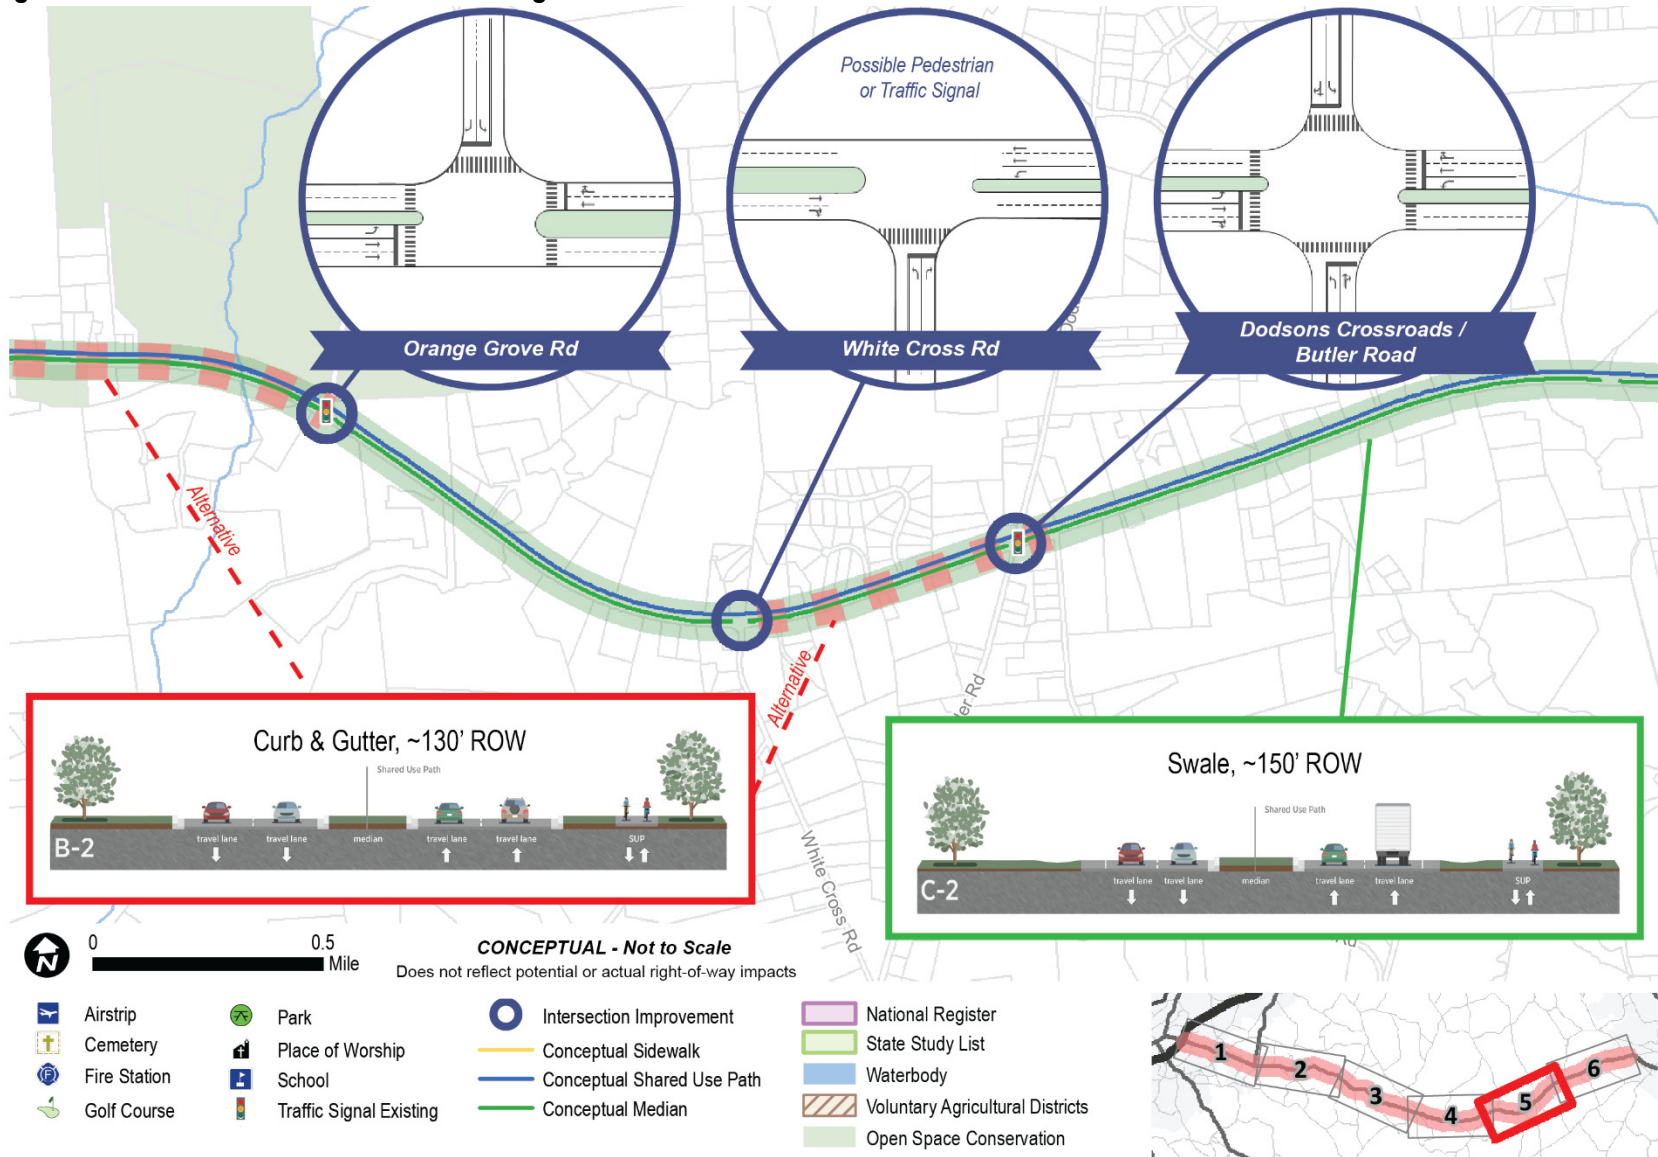 Possible Pedestrian
or Traffic Signal
Orange Grove Rd
White Cross Rd
Dodsons Crossroads /
Butler Road
Alternative
Alternative
White Cross Rd
Curb & Gutter, ~130' ROW
Shared Use Path
travel lane
travel lane
median
travel lane
travel lane
SUP
B-2
Swale, ~150' ROW
Shared Use Path
travel lane
travel lane
median
travel lane
travel lane
SUP
C-2
N
0 0.5
Mile
CONCEPTUAL - Not to Scale
Does not reflect potential or actual right-of-way impacts
Airstrip
Cemetery
Fire Station
Golf Course
Park
Place of Worship
School
Traffic Signal Existing
Intersection Improvement
Conceptual Sidewalk
Conceptual Shared Use Path
Conceptual Median
National Register
State Study List
Waterbody
Voluntary Agricultural Districts
Open Space Conservation
1
2
3
4
5
6